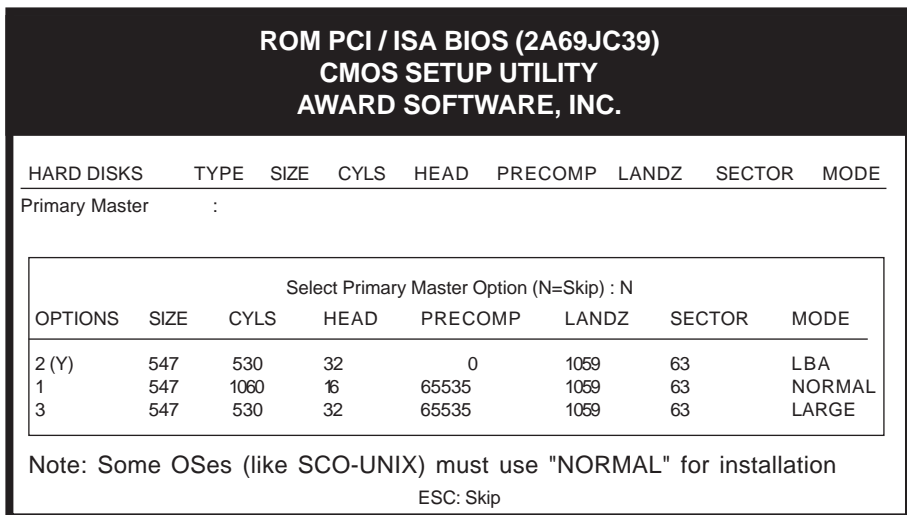 ROM PCI / ISA BIOS (2A69JC39)
CMOS SETUP UTILITY
AWARD SOFTWARE, INC.
HARD DISKS TYPE SIZE CYLS HEAD PRECOMP LANDZ SECTOR MODE
Primary Master :
Select Primary Master Option (N=Skip) : N
OPTIONS SIZE CYLS HEAD PRECOMP LANDZ SECTOR MODE
2 (Y) 547 530 32 0 1059 63 LBA
1 547 1060 16 65535 1059 63 NORMAL
3 547 530 32 65535 1059 63 LARGE
Note: Some OSes (like SCO-UNIX) must use "NORMAL" for installation
ESC: Skip